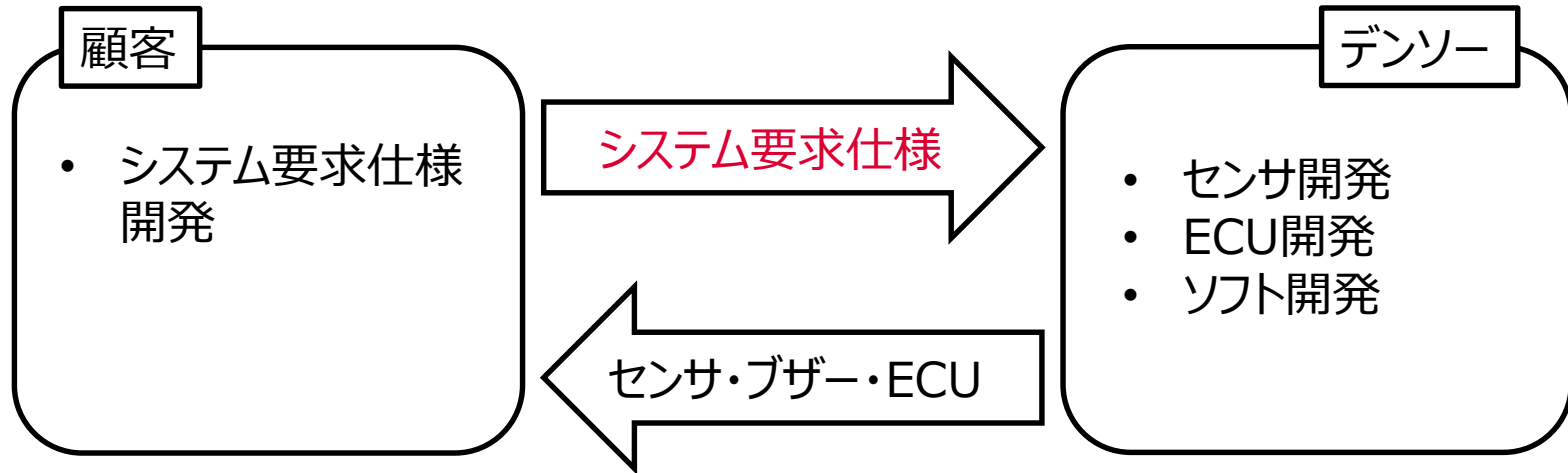 顧客
• システム要求仕様
開発
システム要求仕様
センサ・ブザー・ECU
デンソー
• センサ開発
• ECU開発
• ソフト開発